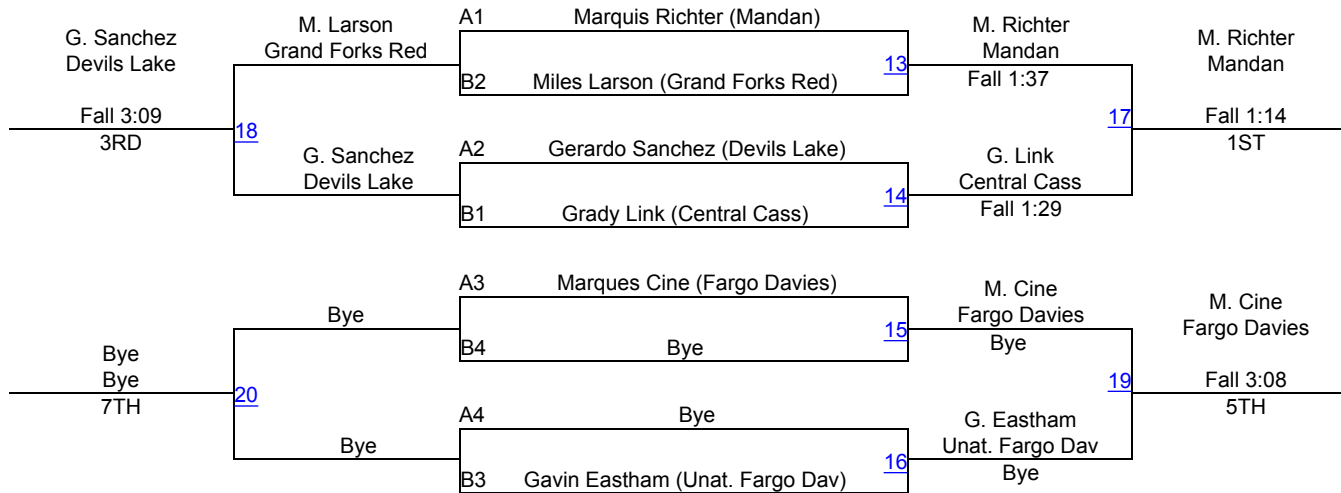 A1 Marquis Richter (Mandan)
G. Sanchez
Devils Lake
M. Larson
Grand Forks Red
M. Richter
Mandan
M. Richter
Mandan
13
B2 Miles Larson (Grand Forks Red)
Fall 1:37
Fall 3:09
3RD
18
17
Fall 1:14
1ST
G. Sanchez
Devils Lake
A2 Gerardo Sanchez (Devils Lake)
G. Link
Central Cass
14
B1 Grady Link (Central Cass)
Fall 1:29
A3 Marques Cine (Fargo Davies)
Bye
M. Cine
Fargo Davies
M. Cine
Fargo Davies
15
B4 Bye
Bye
Bye
Bye
7TH
20
19
Fall 3:08
5TH
A4 Bye
Bye
G. Eastham
Unat. Fargo Dav
16
B3 Gavin Eastham (Unat. Fargo Dav)
Bye